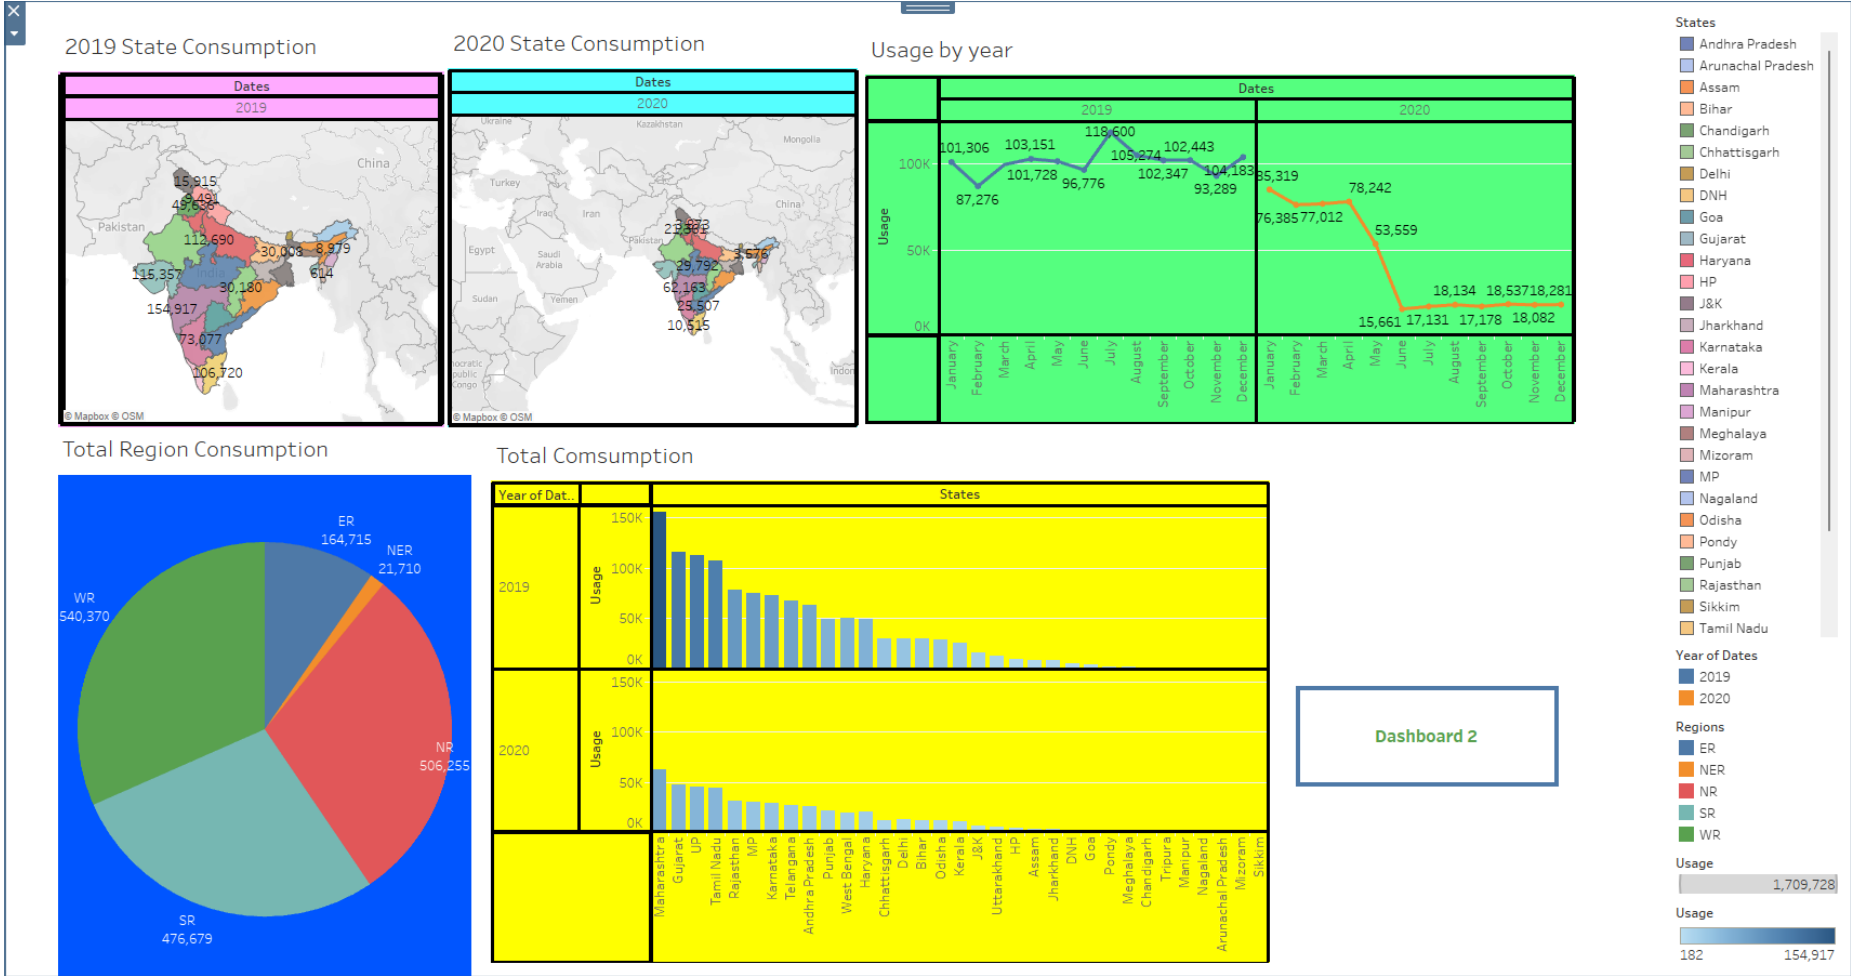 2019 State Consumption
Dates
2019
China
Pakistan
India
15,915
9,491
49,636
112,690
30,008
8,979
115,357
614
30,180
154,917
73,077
106,720
© Mapbox © OSM
2020 State Consumption
Dates
2020
Ukraine
Kazakhstan
Mongolia
Turkey
China
Iraq
Iran
Pakistan
Egypt
Saudi
Arabia
Sudan
Yemen
29,792
3,576
62,163
25,507
10,515
© Mapbox © OSM
Usage by year
Dates
2019
2020
Usage
100K
50K
0K
101,306
87,276
103,151
101,728
96,776
118,600
105,274
102,347
102,443
93,289
104,183
85,319
76,385
77,012
78,242
53,559
15,661
17,131
18,134
17,178
18,537
18,082
18,281
January
February
March
April
May
June
July
August
September
October
November
December
January
February
March
April
May
June
July
August
September
October
November
December
Total Region Consumption
ER
164,715
NER
21,710
WR
540,370
NR
506,255
SR
476,679
Total Comsumption
Year of Dat..
States
2019
Usage
150K
100K
50K
0K
2020
Usage
150K
100K
50K
0K
Maharashtra
Gujarat
UP
Tamil Nadu
Rajasthan
MP
Karnataka
Telangana
Andhra Pradesh
Punjab
West Bengal
Haryana
Chhattisgarh
Delhi
Bihar
Odisha
Kerala
J&K
Uttarakhand
HP
Assam
Jharkhand
DNH
Goa
Pondy
Meghalaya
Chandigarh
Tripura
Manipur
Nagaland
Arunachal Pradesh
Mizoram
Sikkim
Dashboard 2
States
Andhra Pradesh
Arunachal Pradesh
Assam
Bihar
Chandigarh
Chhattisgarh
Delhi
DNH
Goa
Gujarat
Haryana
HP
J&K
Jharkhand
Karnataka
Kerala
Maharashtra
Manipur
Meghalaya
Mizoram
MP
Nagaland
Odisha
Pondy
Punjab
Rajasthan
Sikkim
Tamil Nadu
Year of Dates
2019
2020
Regions
ER
NER
NR
SR
WR
Usage
1,709,728
Usage
182 154,917